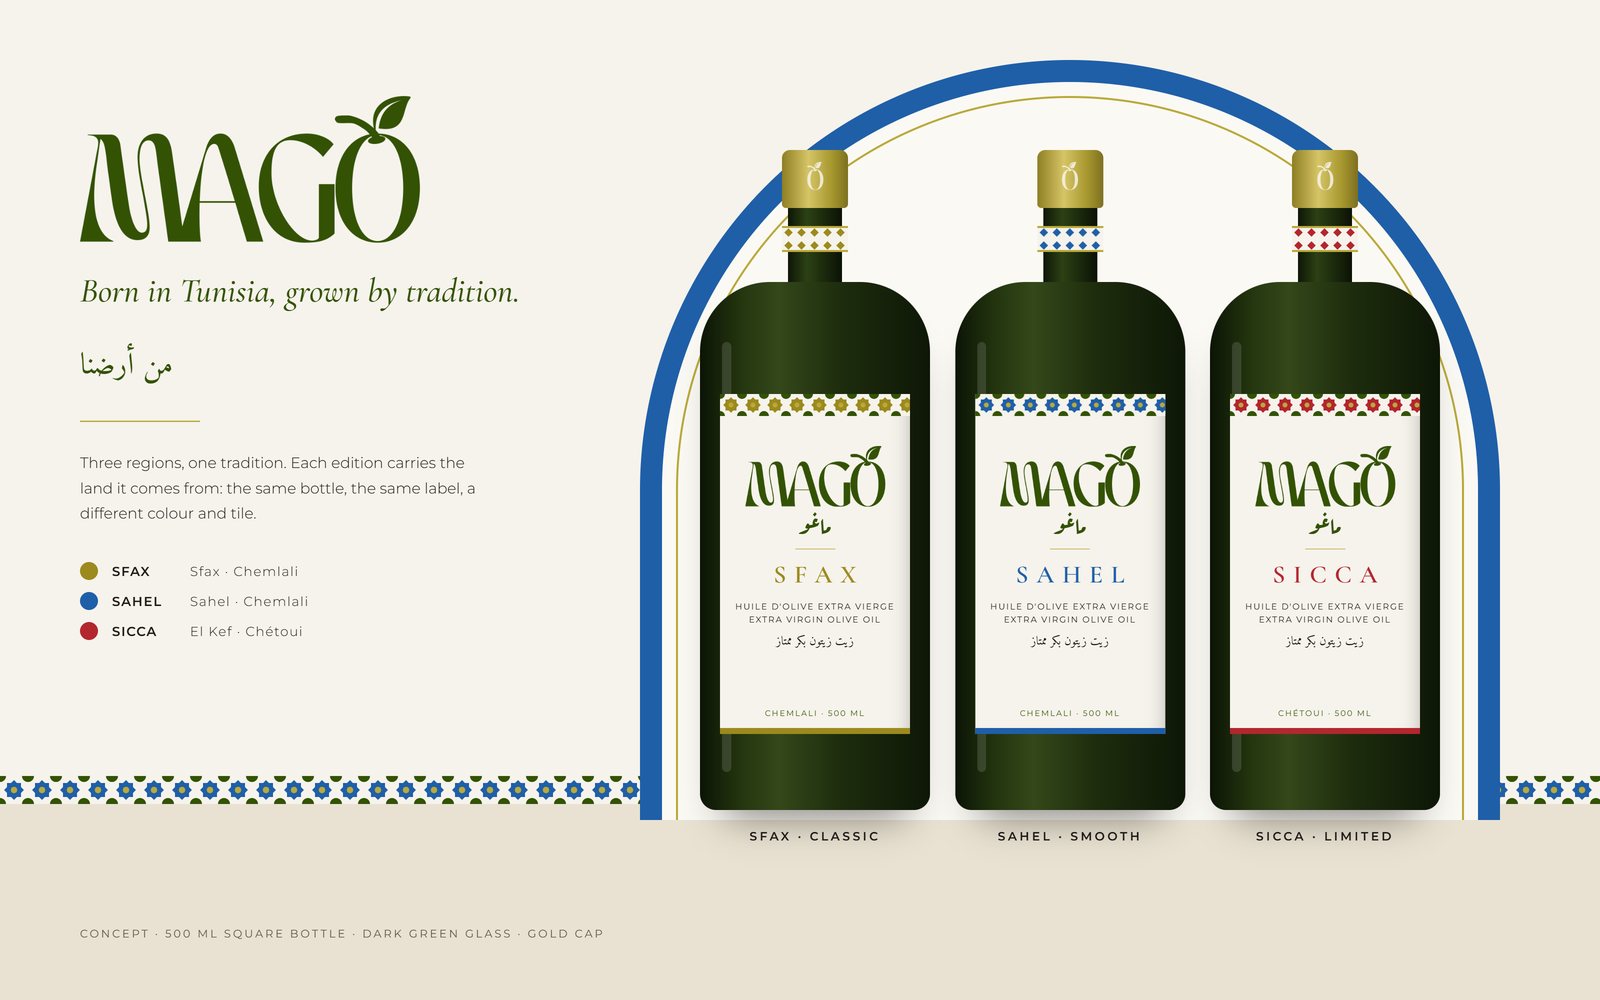 MAGO
Born in Tunisia, grown by tradition.
من أرضنا
Three regions, one tradition. Each edition carries the
land it comes from: the same bottle, the same label, a
different colour and tile.
SFAX Sfax · Chemlali
SAHEL Sahel · Chemlali
SICCA El Kef · Chétoui
MAGO
ماغو
SFAX
HUILE D'OLIVE EXTRA VIERGE
EXTRA VIRGIN OLIVE OIL
زيت زيتون بكر ممتاز
CHEMLALI · 500 ML
SFAX · CLASSIC
MAGO
ماغو
SAHEL
HUILE D'OLIVE EXTRA VIERGE
EXTRA VIRGIN OLIVE OIL
زيت زيتون بكر ممتاز
CHEMLALI · 500 ML
SAHEL · SMOOTH
MAGO
ماغو
SICCA
HUILE D'OLIVE EXTRA VIERGE
EXTRA VIRGIN OLIVE OIL
زيت زيتون بكر ممتاز
CHÉTOUI · 500 ML
SICCA · LIMITED
CONCEPT · 500 ML SQUARE BOTTLE · DARK GREEN GLASS · GOLD CAP